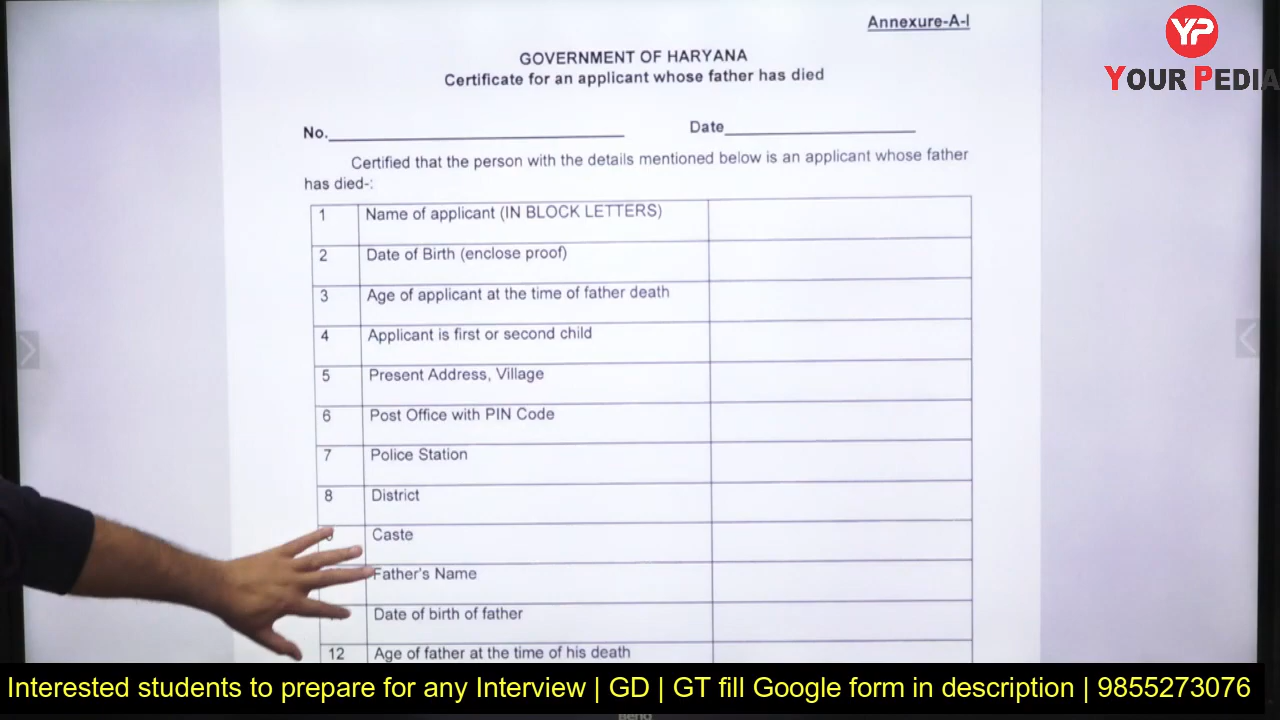 Annexure-A-I
YP
YOUR PEDIA
GOVERNMENT OF HARYANA
Certificate for an applicant whose father has died
No.
Date
Certified that the person with the details mentioned below is an applicant whose father
has died-:
1 Name of applicant (IN BLOCK LETTERS)
2 Date of Birth (enclose proof)
3 Age of applicant at the time of father death
4 Applicant is first or second child
5 Present Address, Village
6 Post Office with PIN Code
7 Police Station
8 District
Caste
Father's Name
Date of birth of father
12 Age of father at the time of his death
Interested students to prepare for any Interview | GD | GT fill Google form in description | 9855273076
BenQ